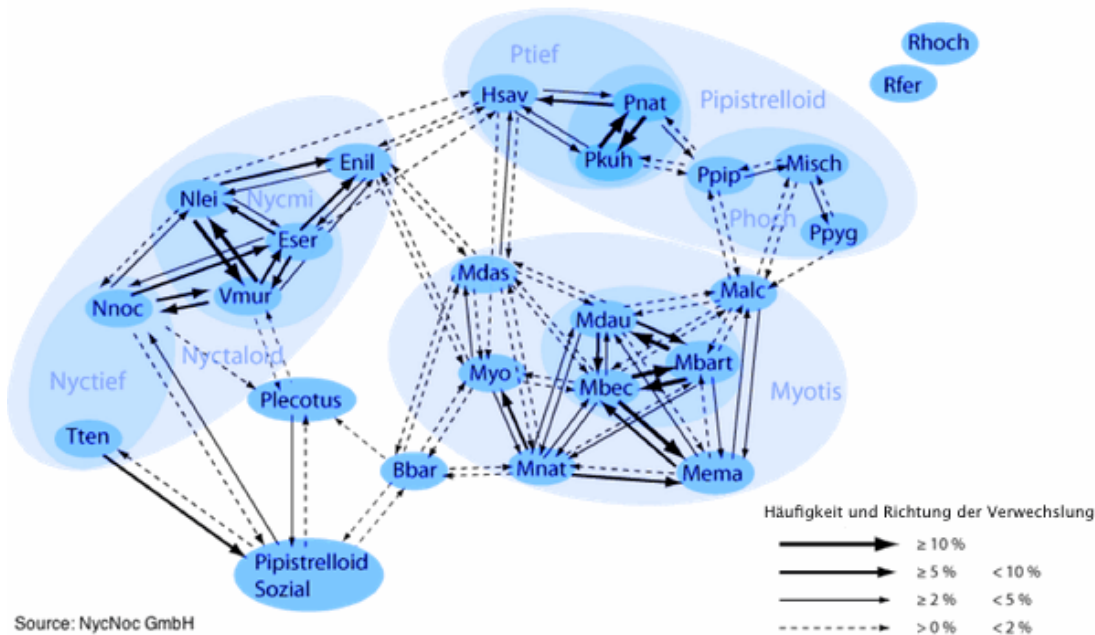 Rhoch
Ptief
Rfer
Hsav
Pnat
Pipistrelloid
Enil
Pkuh
Ppip
Misch
Nlei
Nycmi
Phoch
Ppyg
Eser
Mdas
Malc
Nnoc
Vmur
Mdau
Nyctaloid
Mbart
Nyctief
Myo
Mbec
Myotis
Plecotus
Tten
Bbar
Mnat
Mema
Häufigkeit und Richtung der Verwechslung
≥ 10 %
≥ 5 % < 10 %
≥ 2 % < 5 %
> 0 % < 2 %
Pipistrelloid
Sozial
Source: NycNoc GmbH